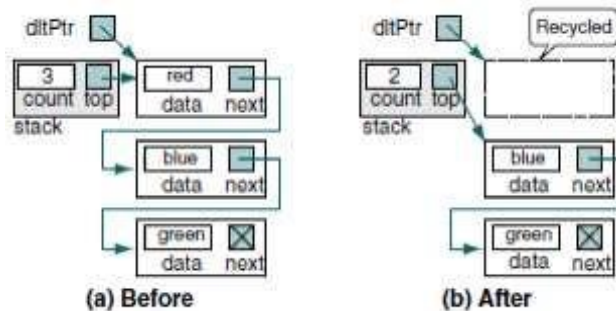 dltPtr
3
count top
stack
red
data next
blue
data next
green
data next
(a) Before
dltPtr
Recycled
2
count top
stack
blue
data next
green
data next
(b) After